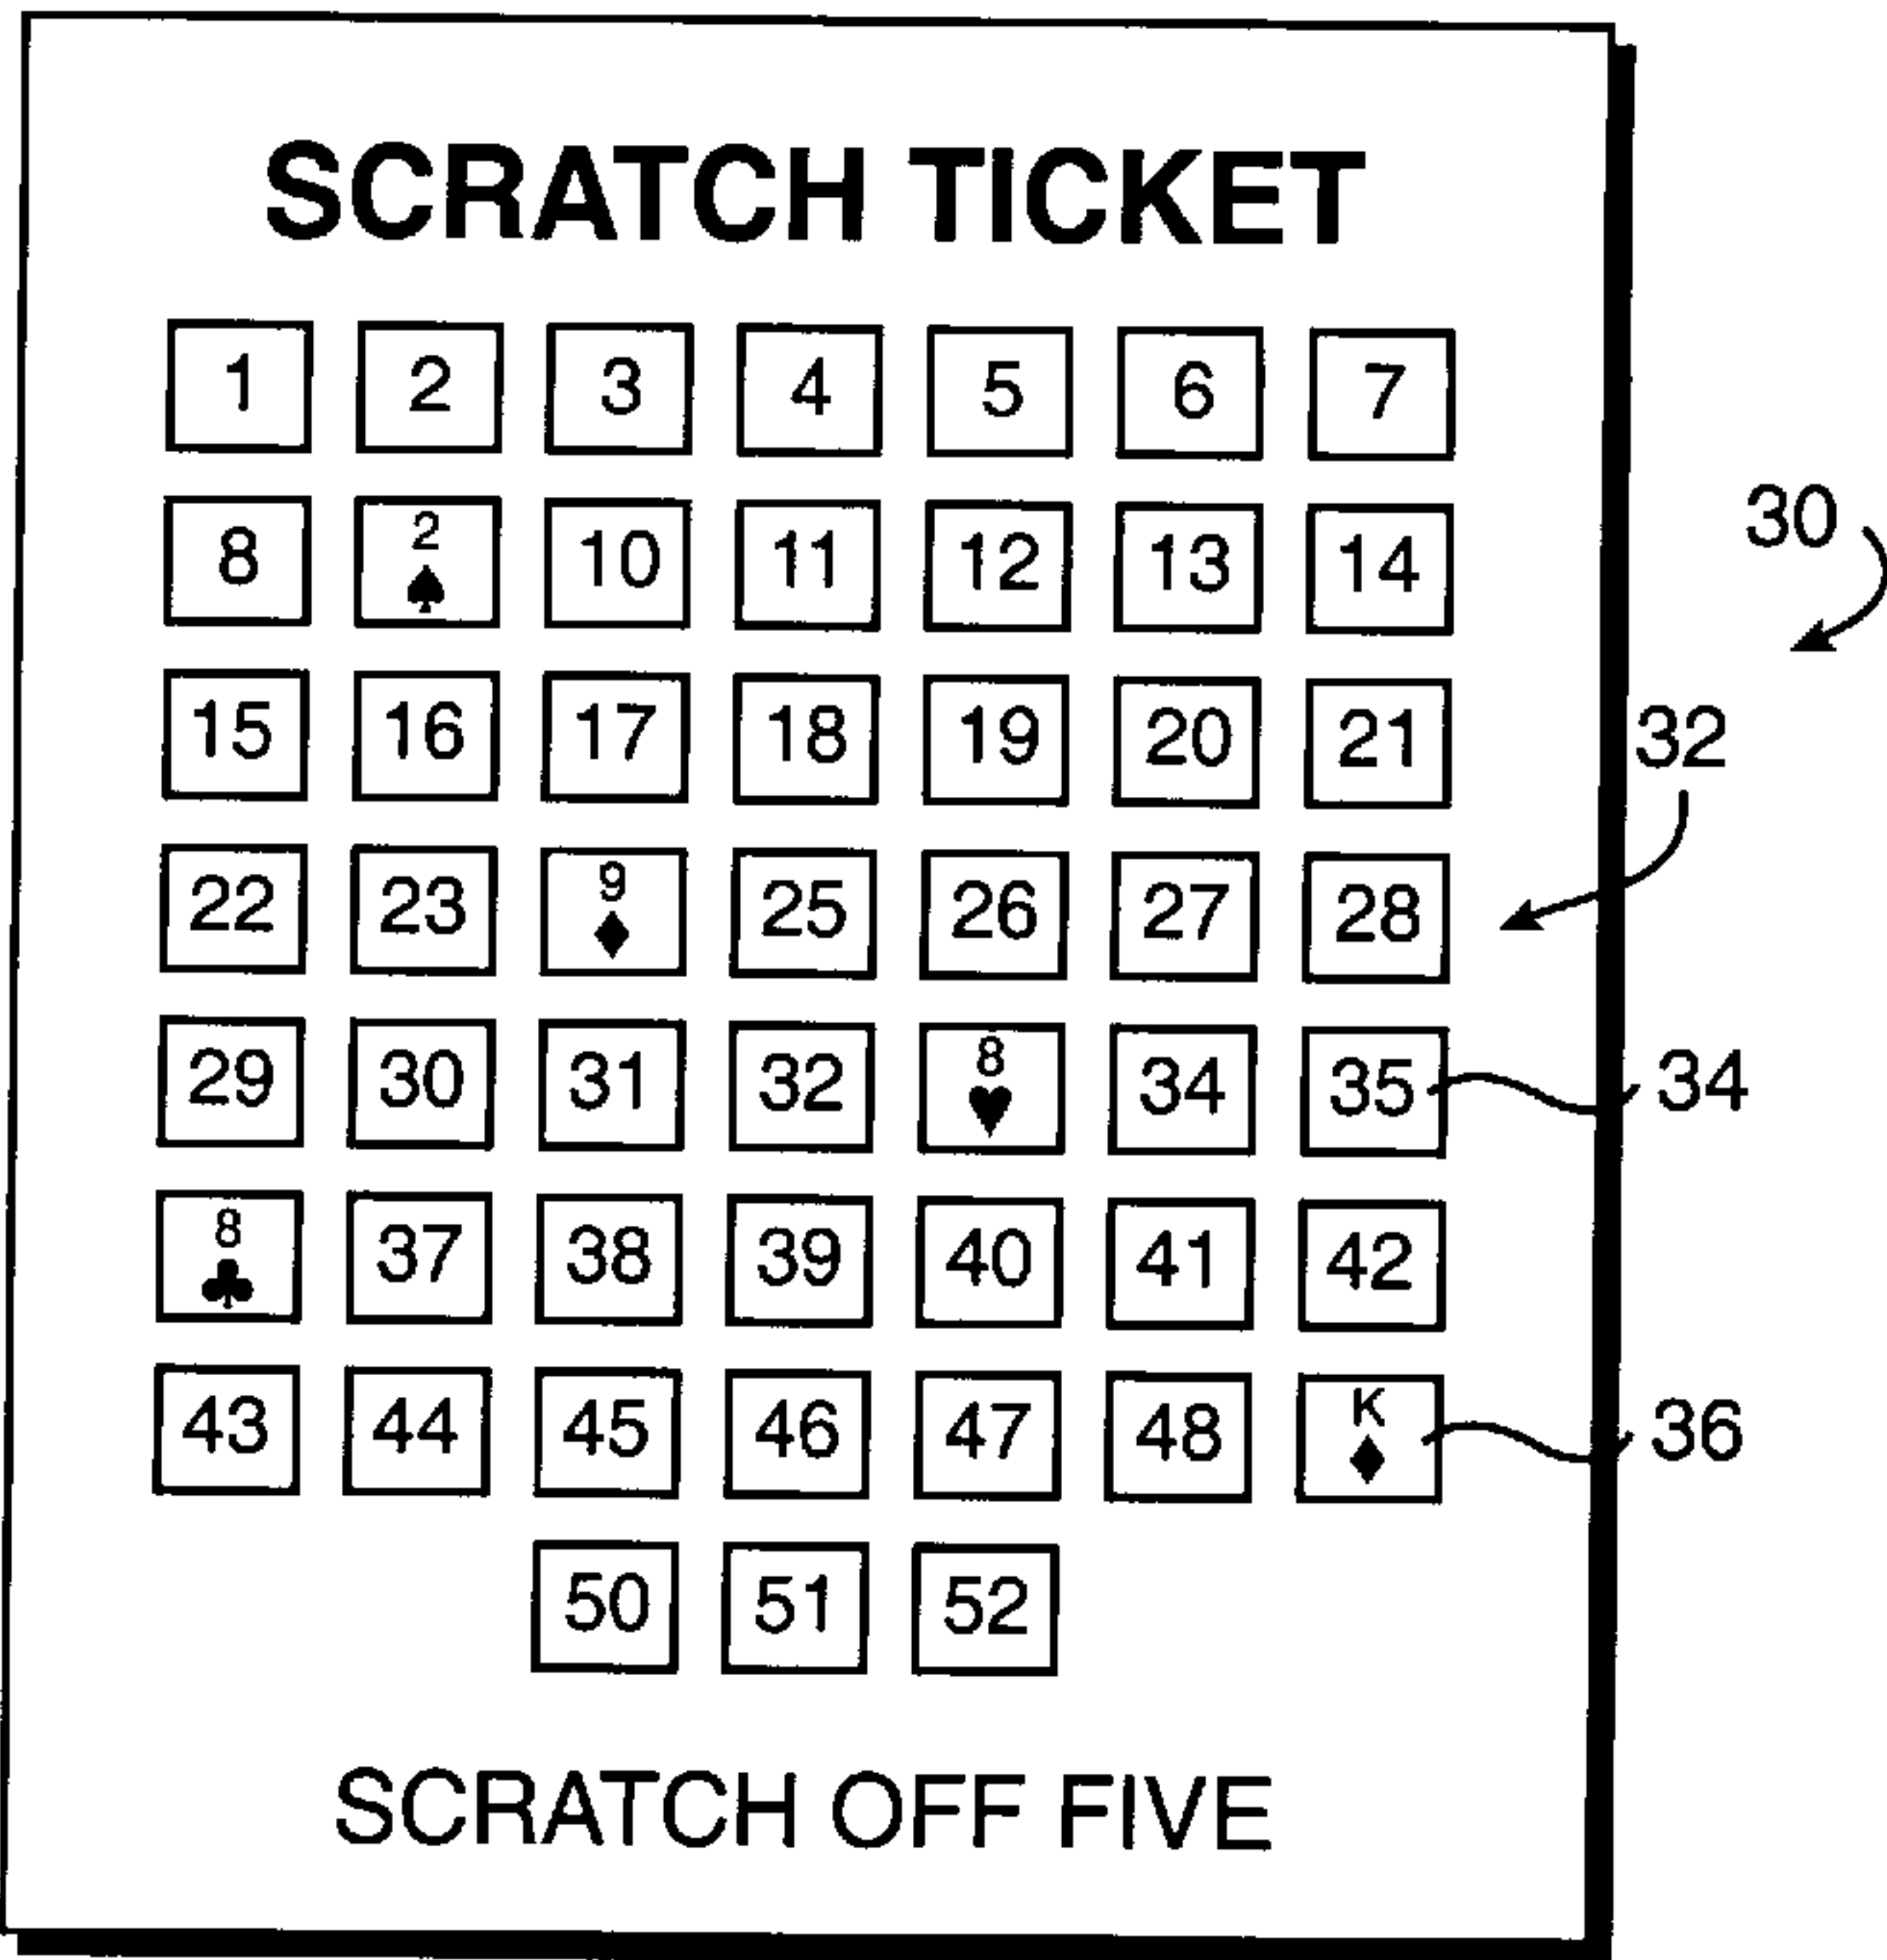 SCRATCH TICKET
1 2 3 4 5 6 7
8 2 ♠ 10 11 12 13 14
30
15 16 17 18 19 20 21
32
22 23 9 ♦ 25 26 27 28
29 30 31 32 8 ♥ 34 35
34
8 ♣ 37 38 39 40 41 42
43 44 45 46 47 48 K ♦
36
50 51 52
SCRATCH OFF FIVE